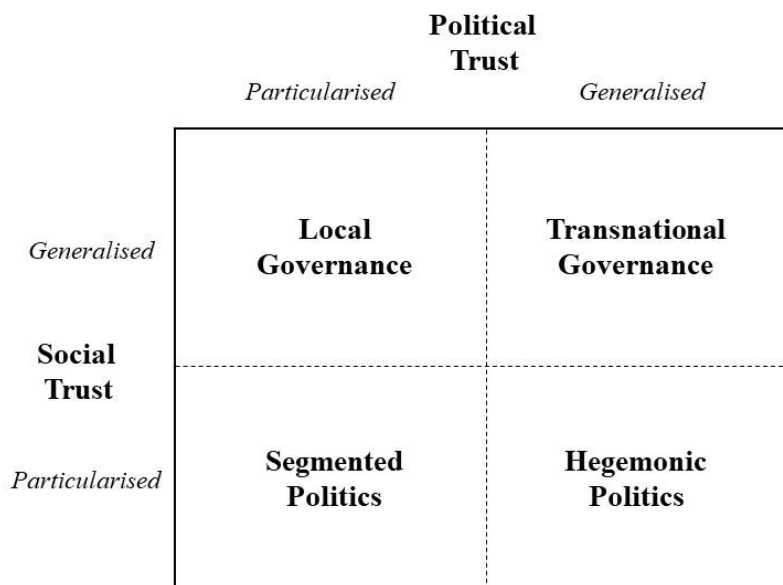 Political
Trust
Particularised Generalised
Generalised
Local
Governance
Transnational
Governance
Social
Trust
Particularised
Segmented
Politics
Hegemonic
Politics